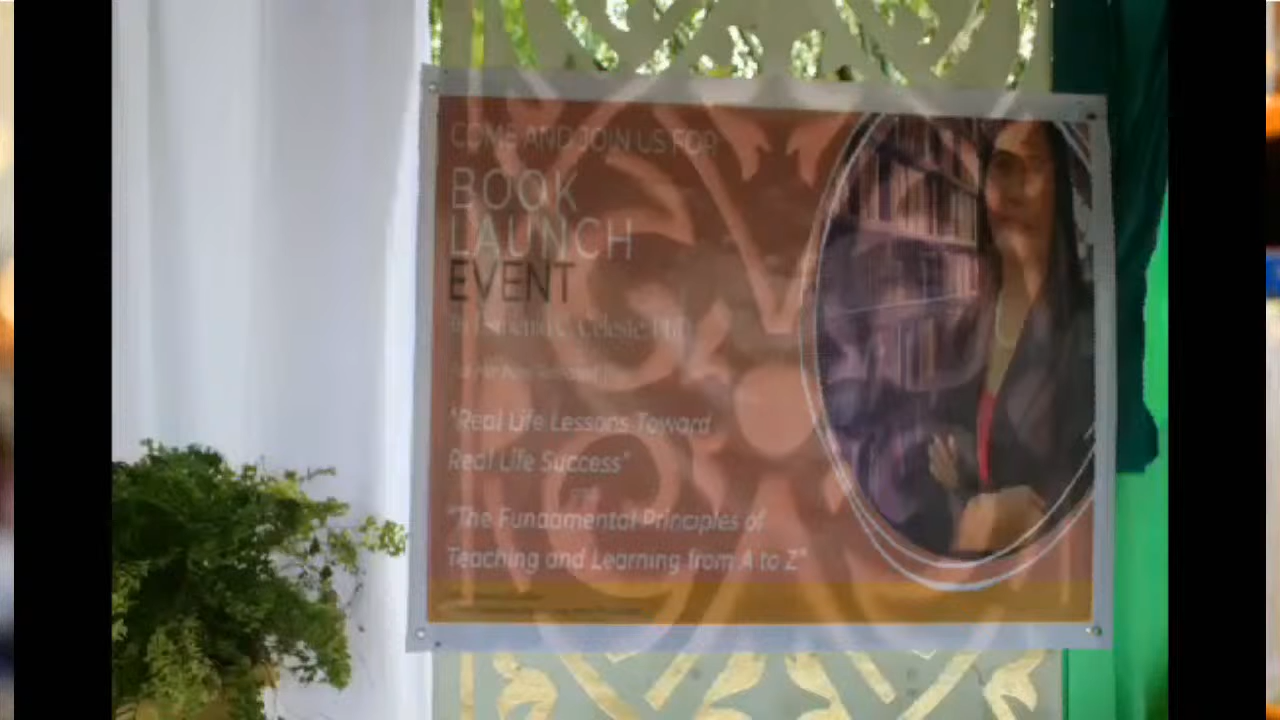 COME AND JOIN US FOR
BOOK
LAUNCH
EVENT
"Real Life Lessons Toward
Real Life Success"
"The Fundamental Principles of
Teaching and Learning from A to Z"